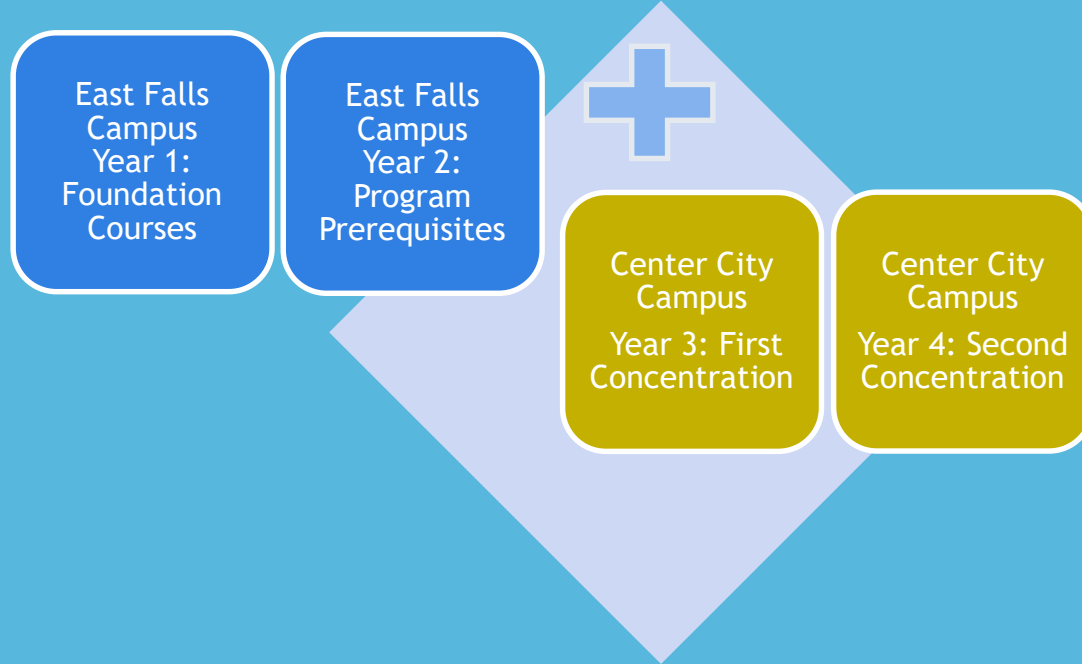 East Falls
Campus
Year 1:
Foundation
Courses
East Falls
Campus
Year 2:
Program
Prerequisites
Center City
Campus
Year 3: First
Concentration
Center City
Campus
Year 4: Second
Concentration